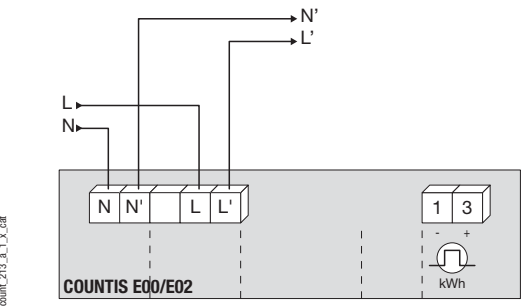 N'
L'
L
N
N N' L L' 1 3
- +
COUNTIS E00/E02
kWh
count_213_a_1_x_cat